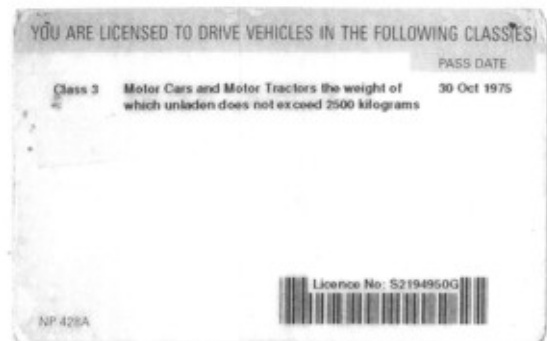 YOU ARE LICENSED TO DRIVE VEHICLES IN THE FOLLOWING CLASS(ES)
PASS DATE
Class 3 Motor Cars and Motor Tractors the weight of 30 Oct 1975
which unladen does not exceed 2500 kilograms
Licence No: S2194950G
NP 428A